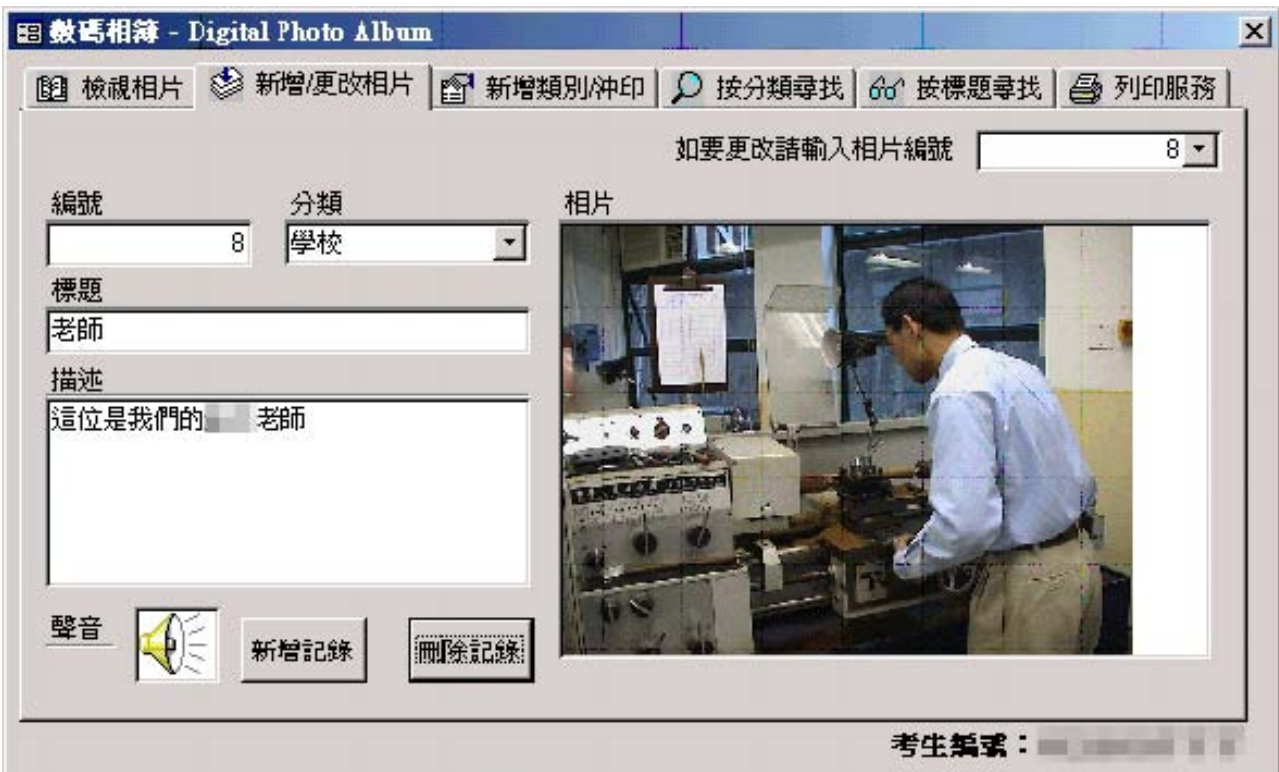 數碼相簿 - Digital Photo Album
檢視相片 新增/更改相片 新增類別/沖印 按分類尋找 按標題尋找 列印服務
如要更改請輸入相片編號 8
編號 分類 相片
8 學校
標題
老師
描述
這位是我們的 老師
聲音 新增記錄 刪除記錄
考生編號：